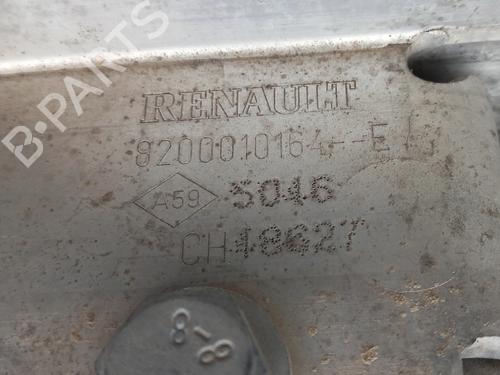 RENAULT
8200010164--E
A59 5046
CH18627
8-8
B-PARTS